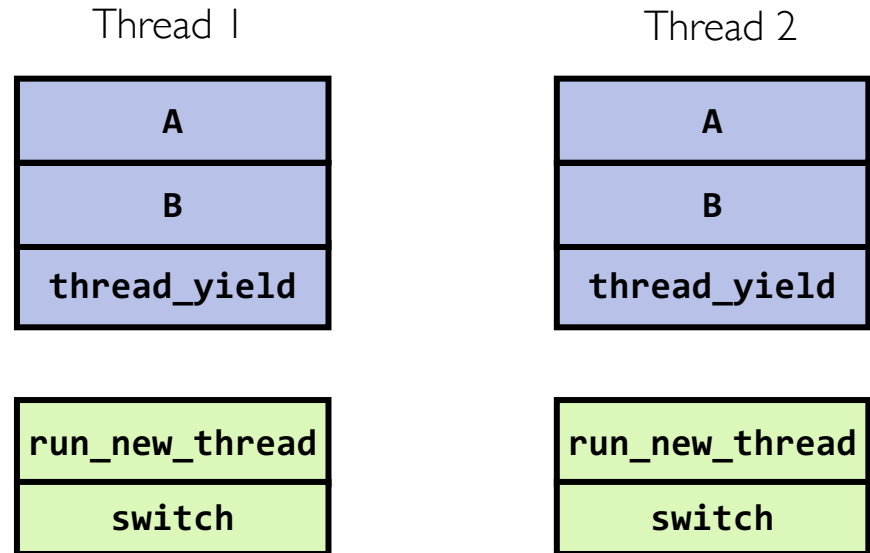 Thread 1
A
B
thread_yield
run_new_thread
switch
Thread 2
A
B
thread_yield
run_new_thread
switch